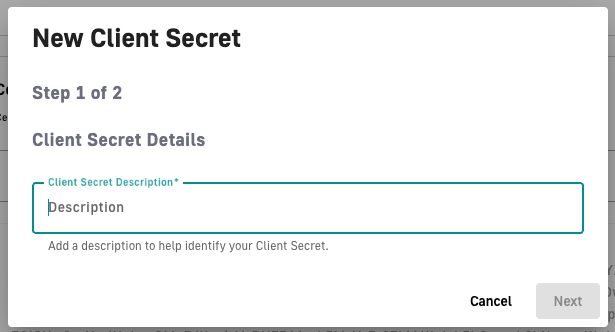 New Client Secret
Step 1 of 2
Client Secret Details
Client Secret Description*
Description
Add a description to help identify your Client Secret.
Cancel
Next